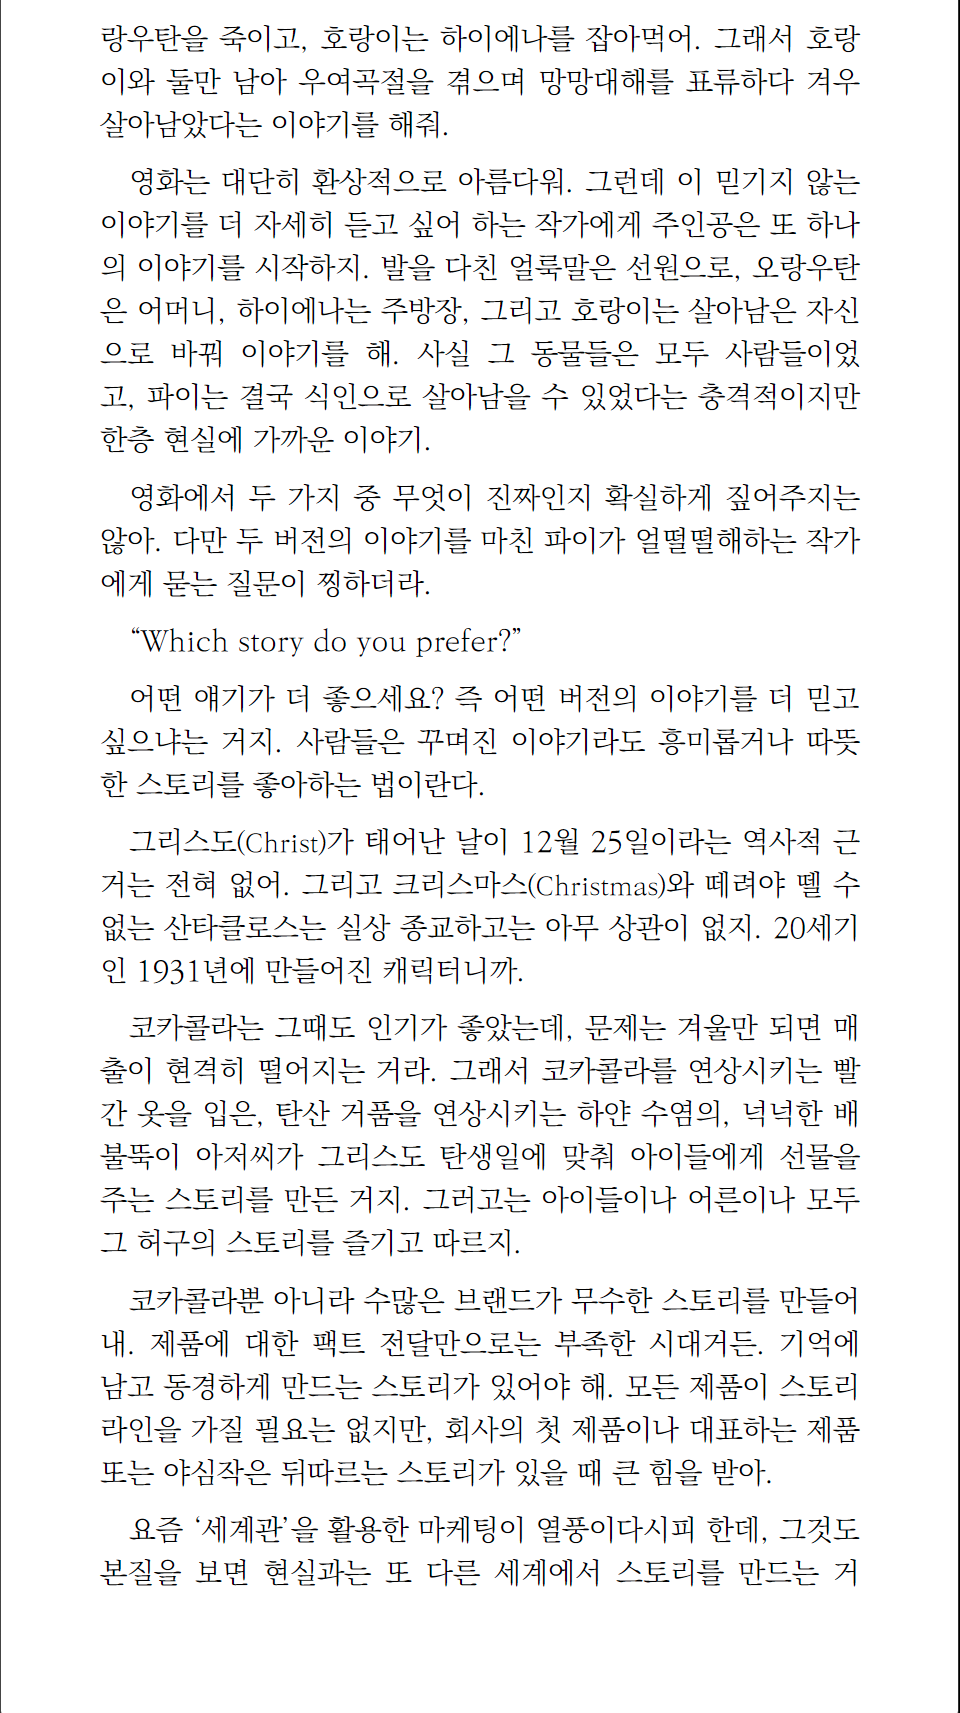 랑우탄을 죽이고, 호랑이는 하이에나를 잡아먹어. 그래서 호랑
이와 둘만 남아 우여곡절을 겪으며 망망대해를 표류하다 겨우
살아남았다는 이야기를 해줘.
영화는 대단히 환상적으로 아름다워. 그런데 이 믿기지 않는
이야기를 더 자세히 듣고 싶어 하는 작가에게 주인공은 또 하나
의 이야기를 시작하지. 발을 다친 얼룩말은 선원으로, 오랑우탄
은 어머니, 하이에나는 주방장, 그리고 호랑이는 살아남은 자신
으로 바꿔 이야기를 해. 사실 그 동물들은 모두 사람들이었
고, 파이는 결국 식인으로 살아남을 수 있었다는 충격적이지만
한층 현실에 가까운 이야기.
영화에서 두 가지 중 무엇이 진짜인지 확실하게 짚어주지는
않아. 다만 두 버전의 이야기를 마친 파이가 얼떨떨해하는 작가
에게 묻는 질문이 찡하더라.
“Which story do you prefer?”
어떤 얘기가 더 좋으세요? 즉 어떤 버전의 이야기를 더 믿고
싶으냐는 거지. 사람들은 꾸며진 이야기라도 흥미롭거나 따뜻
한 스토리를 좋아하는 법이란다.
그리스도(Christ)가 태어난 날이 12월 25일이라는 역사적 근
거는 전혀 없어. 그리고 크리스마스(Christmas)와 떼려야 뗄 수
없는 산타클로스는 실상 종교하고는 아무 상관이 없지. 20세기
인 1931년에 만들어진 캐릭터니까.
코카콜라는 그때도 인기가 좋았는데, 문제는 겨울만 되면 매
출이 현격히 떨어지는 거라. 그래서 코카콜라를 연상시키는 빨
간 옷을 입은, 탄산 거품을 연상시키는 하얀 수염의, 넉넉한 배
불뚝이 아저씨가 그리스도 탄생일에 맞춰 아이들에게 선물을
주는 스토리를 만든 거지. 그러고는 아이들이나 어른이나 모두
그 허구의 스토리를 즐기고 따르지.
코카콜라뿐 아니라 수많은 브랜드가 무수한 스토리를 만들어
내. 제품에 대한 팩트 전달만으로는 부족한 시대거든. 기억에
남고 동경하게 만드는 스토리가 있어야 해. 모든 제품이 스토리
라인을 가질 필요는 없지만, 회사의 첫 제품이나 대표하는 제품
또는 야심작은 뒤따르는 스토리가 있을 때 큰 힘을 받아.
요즘 ‘세계관’을 활용한 마케팅이 열풍이다시피 한데, 그것도
본질을 보면 현실과는 또 다른 세계에서 스토리를 만드는 거